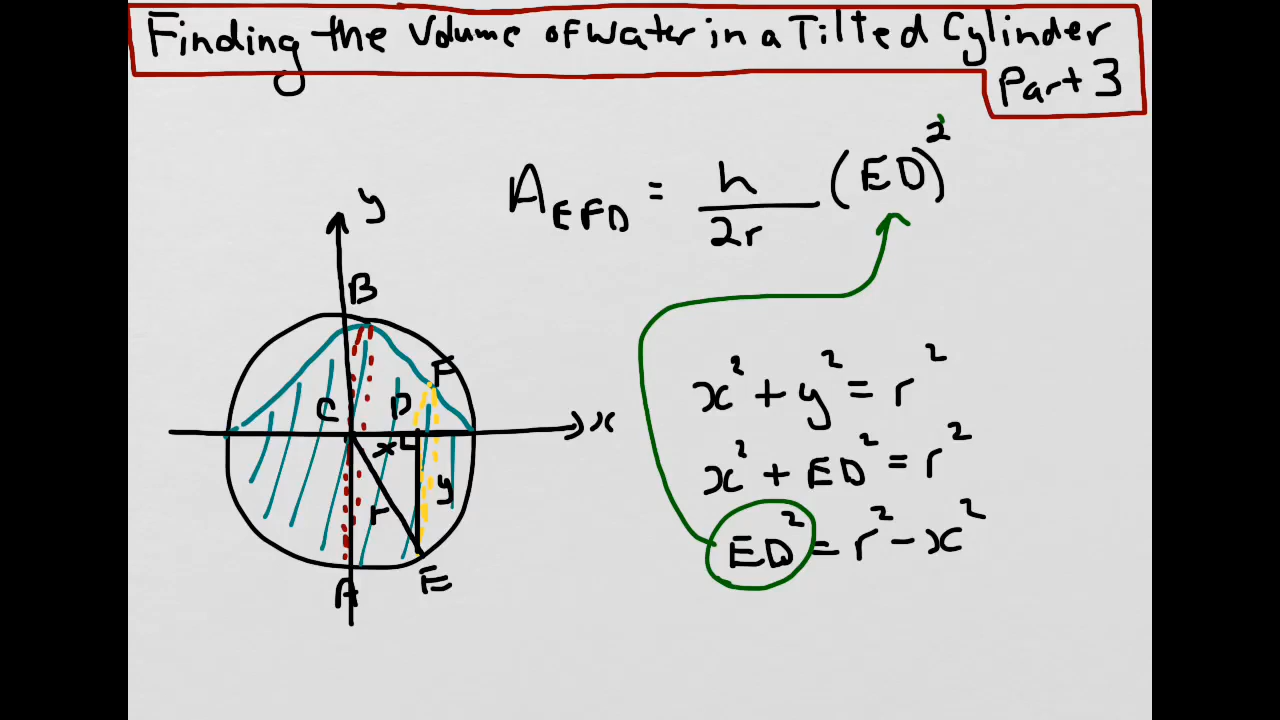 Finding the Volume of Water in a Tilted Cylinder
Part 3
A_EFD = h/2r (ED)²
y
B
F
C
D
x
x
y
r
A
E
x² + y² = r²
x² + ED² = r²
ED² = r² - x²